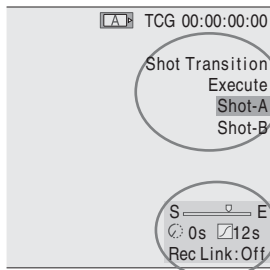 A TCG 00:00:00:00
Shot Transition
Execute
Shot-A
Shot-B
S E
0s 12s
Rec Link:Off